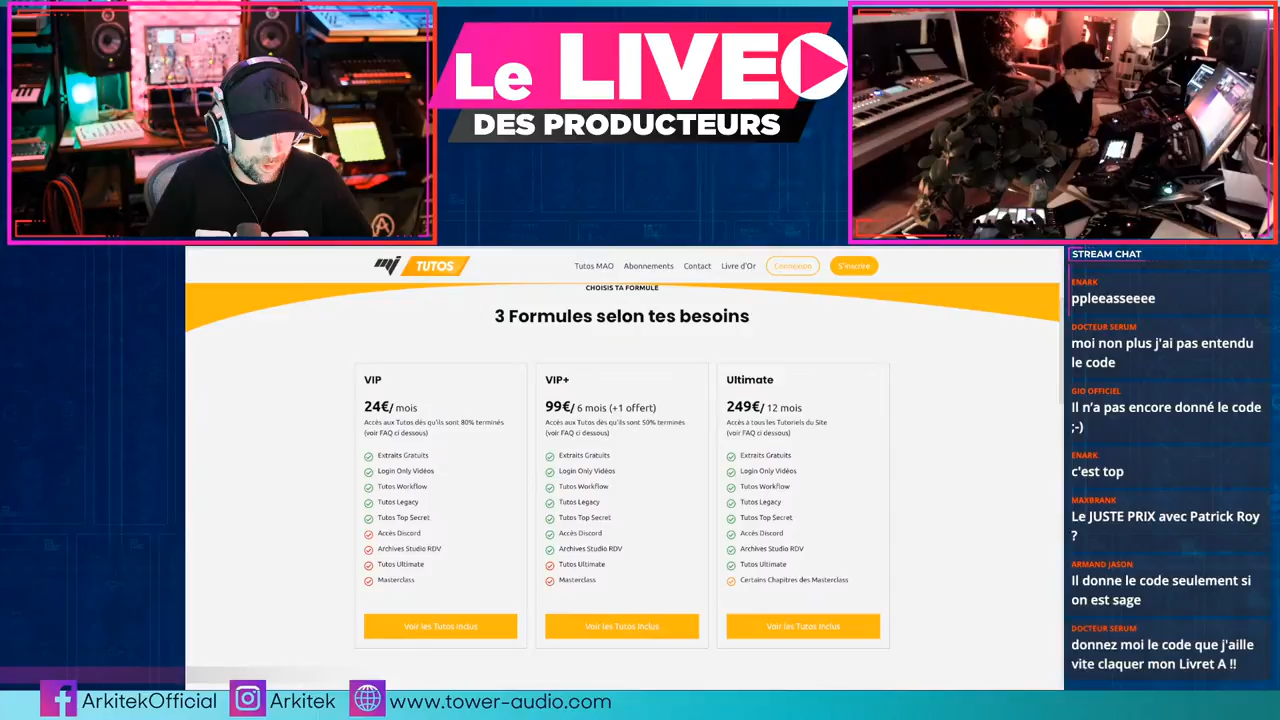 Le LIVE
DES PRODUCTEURS
TUTOS
Tutos MAO
Abonnements
Contact
Livre d'Or
Connexion
S'inscrire
CHOISIS TA FORMULE
3 Formules selon tes besoins
VIP
24€/ mois
Accès aux Tutos dès qu'ils sont 80% terminés
(voir FAQ ci dessous)
Extraits Gratuits
Login Only Vidéos
Tutos Workflow
Tutos Legacy
Tutos Top Secret
Accès Discord
Archives Studio RDV
Tutos Ultimate
Masterclass
Voir les Tutos Inclus
VIP+
99€/ 6 mois (+1 offert)
Accès aux Tutos dès qu'ils sont 50% terminés
(voir FAQ ci dessous)
Extraits Gratuits
Login Only Vidéos
Tutos Workflow
Tutos Legacy
Tutos Top Secret
Accès Discord
Archives Studio RDV
Tutos Ultimate
Masterclass
Voir les Tutos Inclus
Ultimate
249€/ 12 mois
Accès à tous les Tutoriels du Site
(voir FAQ ci dessous)
Extraits Gratuits
Login Only Vidéos
Tutos Workflow
Tutos Legacy
Tutos Top Secret
Accès Discord
Archives Studio RDV
Tutos Ultimate
Certains Chapitres des Masterclass
Voir les Tutos Inclus
STREAM CHAT
ENARK
ppleeasseeee
DOCTEUR SERUM
moi non plus j'ai pas entendu
le code
GIO OFFICIEL
Il n'a pas encore donné le code
;-)
ENARK
c'est top
MAXBRANK
Le JUSTE PRIX avec Patrick Roy
?
ARMAND JASON
Il donne le code seulement si
on est sage
DOCTEUR SERUM
donnez moi le code que j'aille
vite claquer mon Livret A !!
ArkitekOfficial
Arkitek
www.tower-audio.com